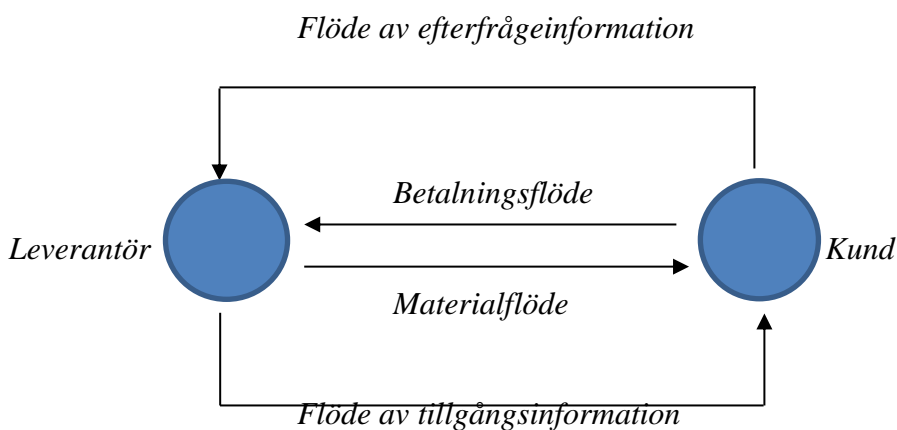 Flöde av efterfrågeinformation
Betalningsflöde
Leverantör
Kund
Materialflöde
Flöde av tillgångsinformation